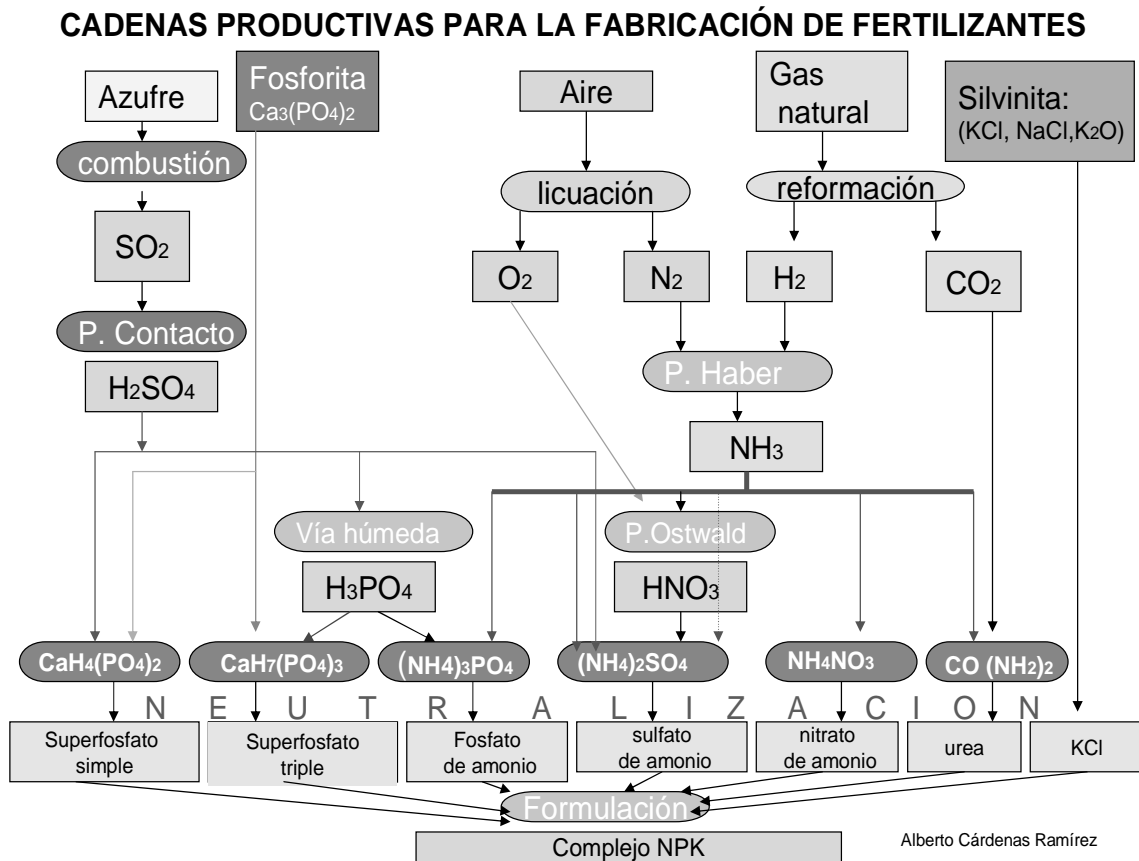 CADENAS PRODUCTIVAS PARA LA FABRICACIÓN DE FERTILIZANTES
Azufre
Fosforita
Ca3(PO4)2
Aire
Gas
natural
Silvinita:
(KCl, NaCl,K2O)
combustión
licuación
reformación
SO2
O2
N2
H2
CO2
P. Contacto
P. Haber
H2SO4
NH3
Vía húmeda
P.Ostwald
H3PO4
HNO3
CaH4(PO4)2
CaH7(PO4)3
(NH4)3PO4
(NH4)2SO4
NH4NO3
CO (NH2)2
N E U T R A L I Z A C I O N
Superfosfato
simple
Superfosfato
triple
Fosfato
de amonio
sulfato
de amonio
nitrato
de amonio
urea
KCl
Formulación
Complejo NPK
Alberto Cárdenas Ramírez